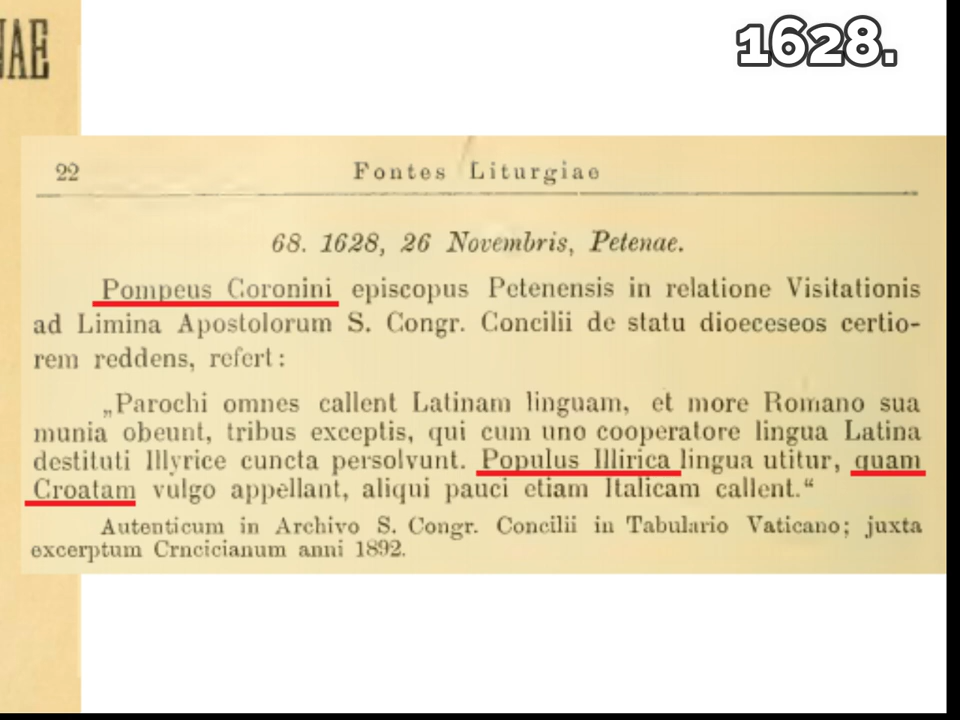 NAE
1628.
22 Fontes Liturgiae
68. 1628, 26 Novembris, Petenae.
Pompeus Coronini episcopus Petenensis in relatione Visitationis
ad Limina Apostolorum S. Congr. Concilii de statu dioeceseos certio-
rem reddens, refert:
„Parochi omnes callent Latinam linguam, et more Romano sua
munia obeunt, tribus exceptis, qui cum uno cooperatore lingua Latina
destituti Illyrice cuncta persolvunt. Populus Illirica lingua utitur, quam
Croatam vulgo appellant, aliqui pauci etiam Italicam callent.“
Autenticum in Archivo S. Congr. Concilii in Tabulario Vaticano; juxta
excerptum Crncicianum anni 1892.